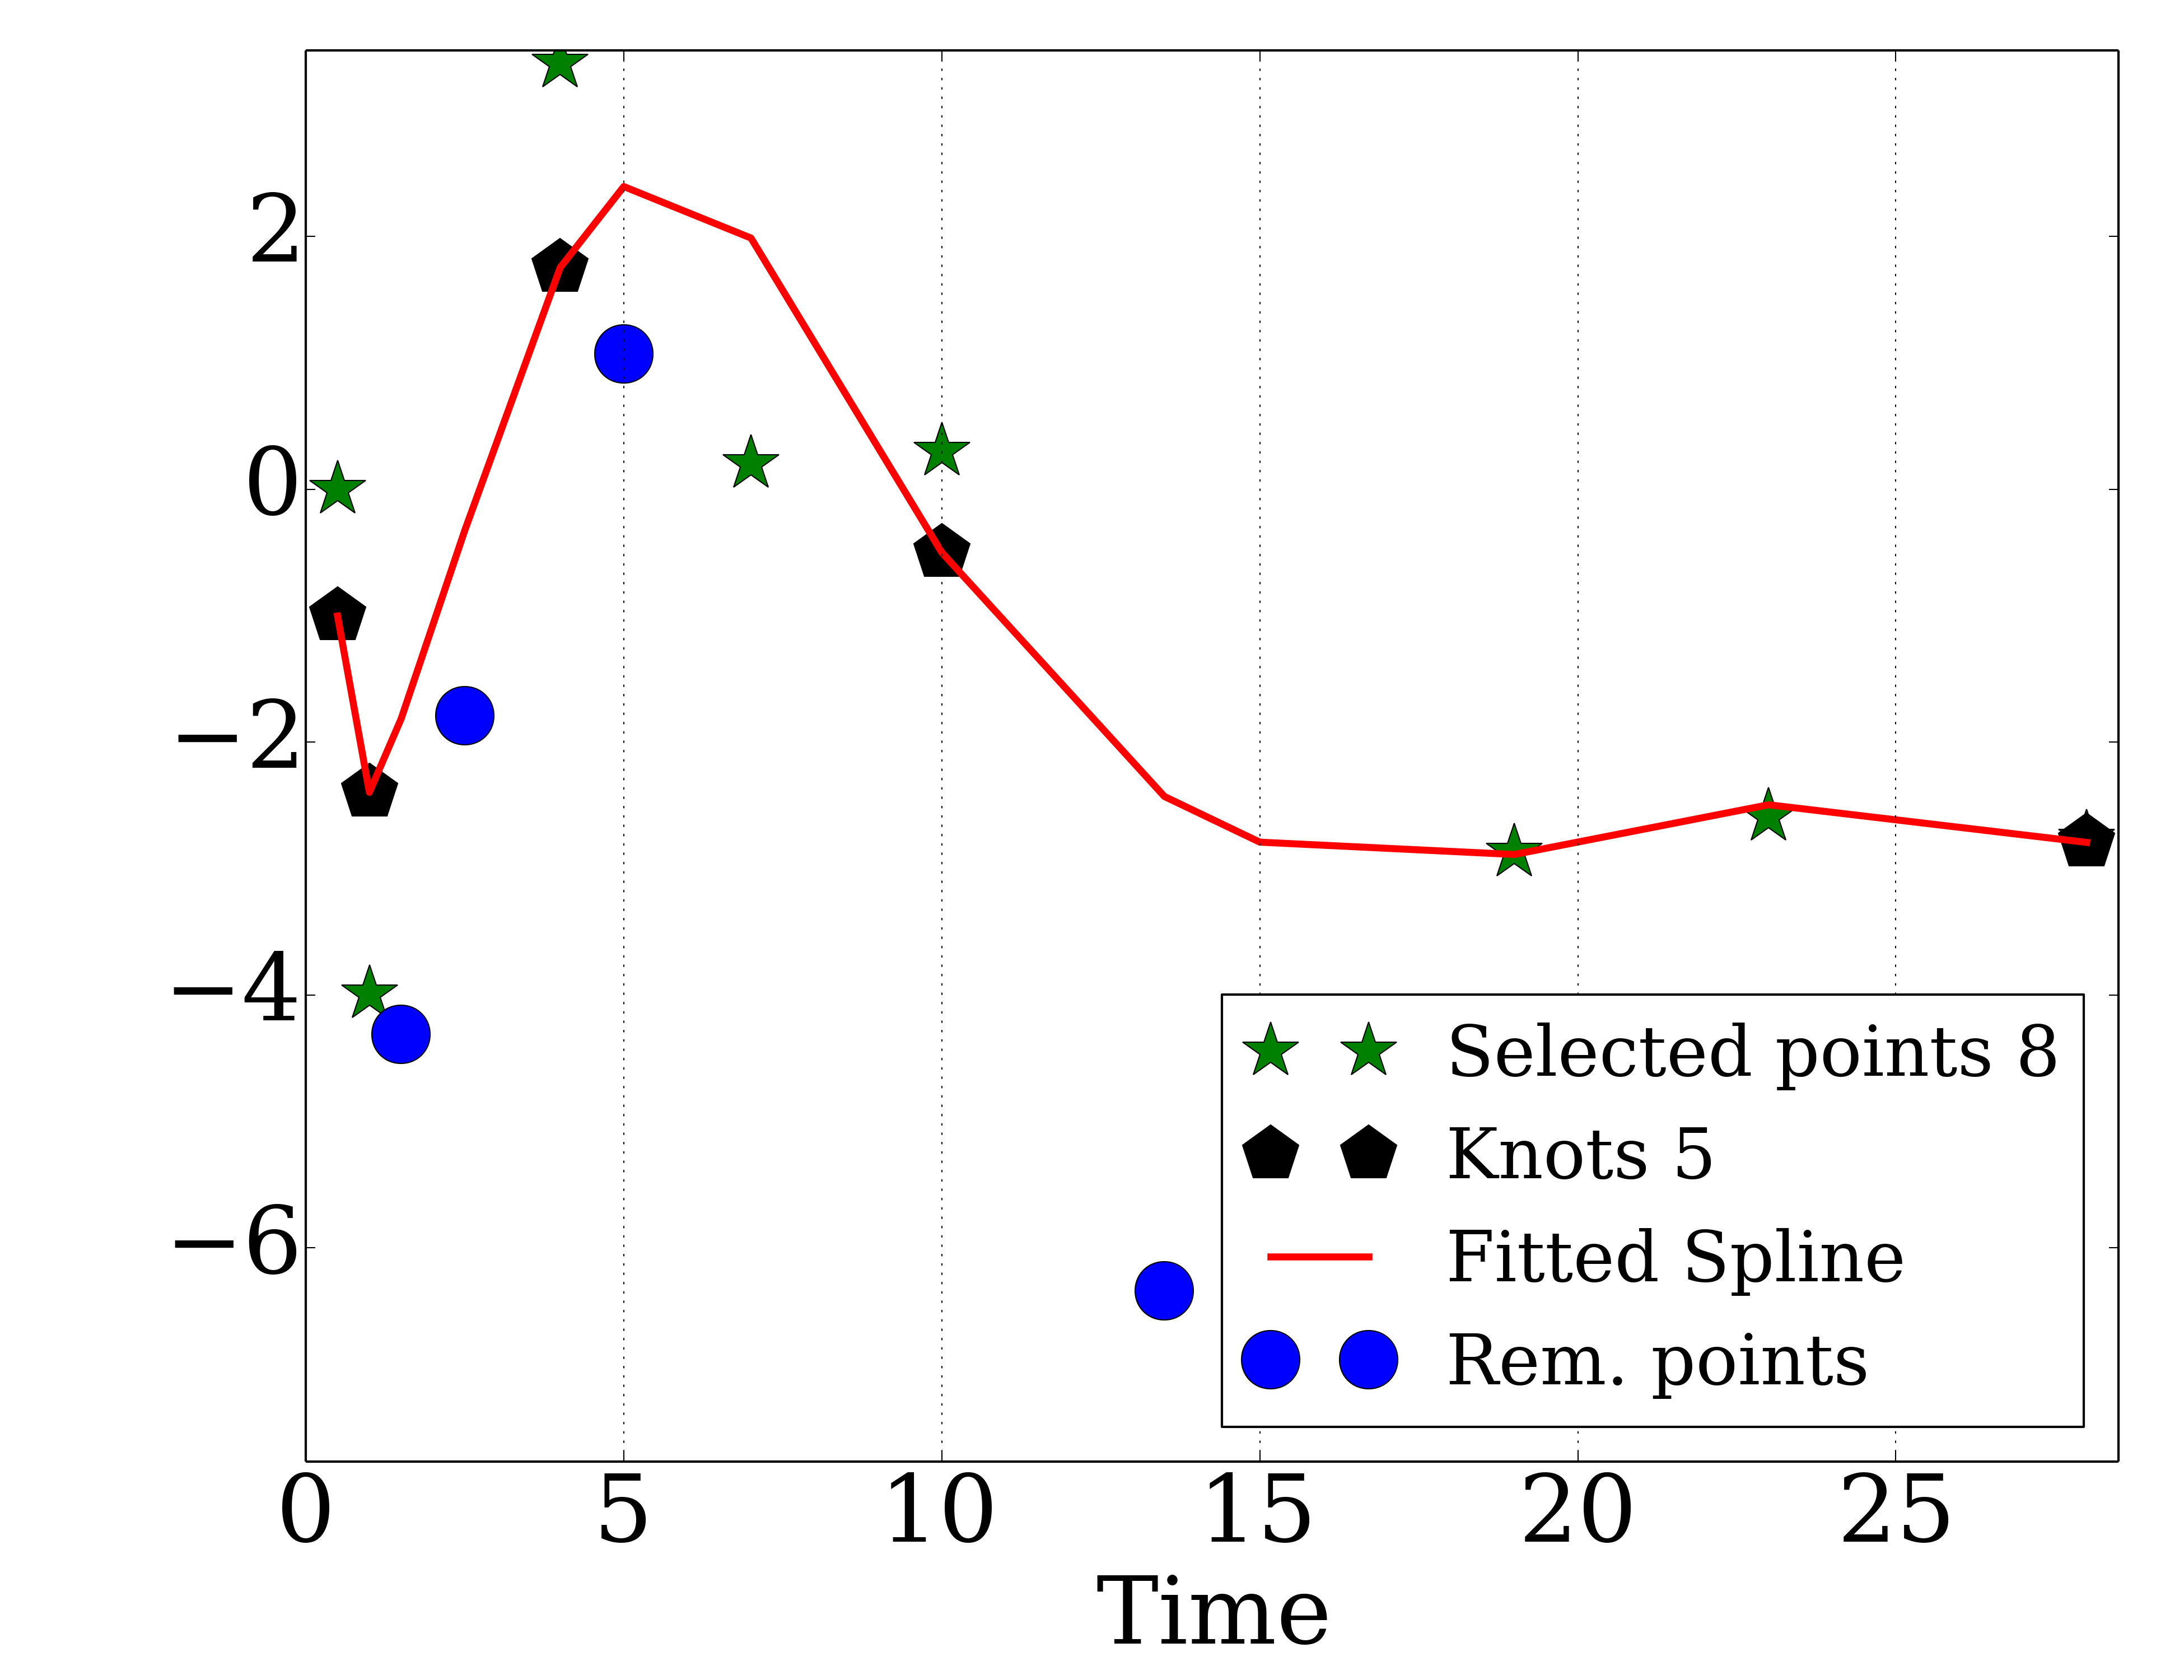 2
0
−2
−4
−6
0 5 10 15 20 25
Time
Selected points 8
Knots 5
Fitted Spline
Rem. points